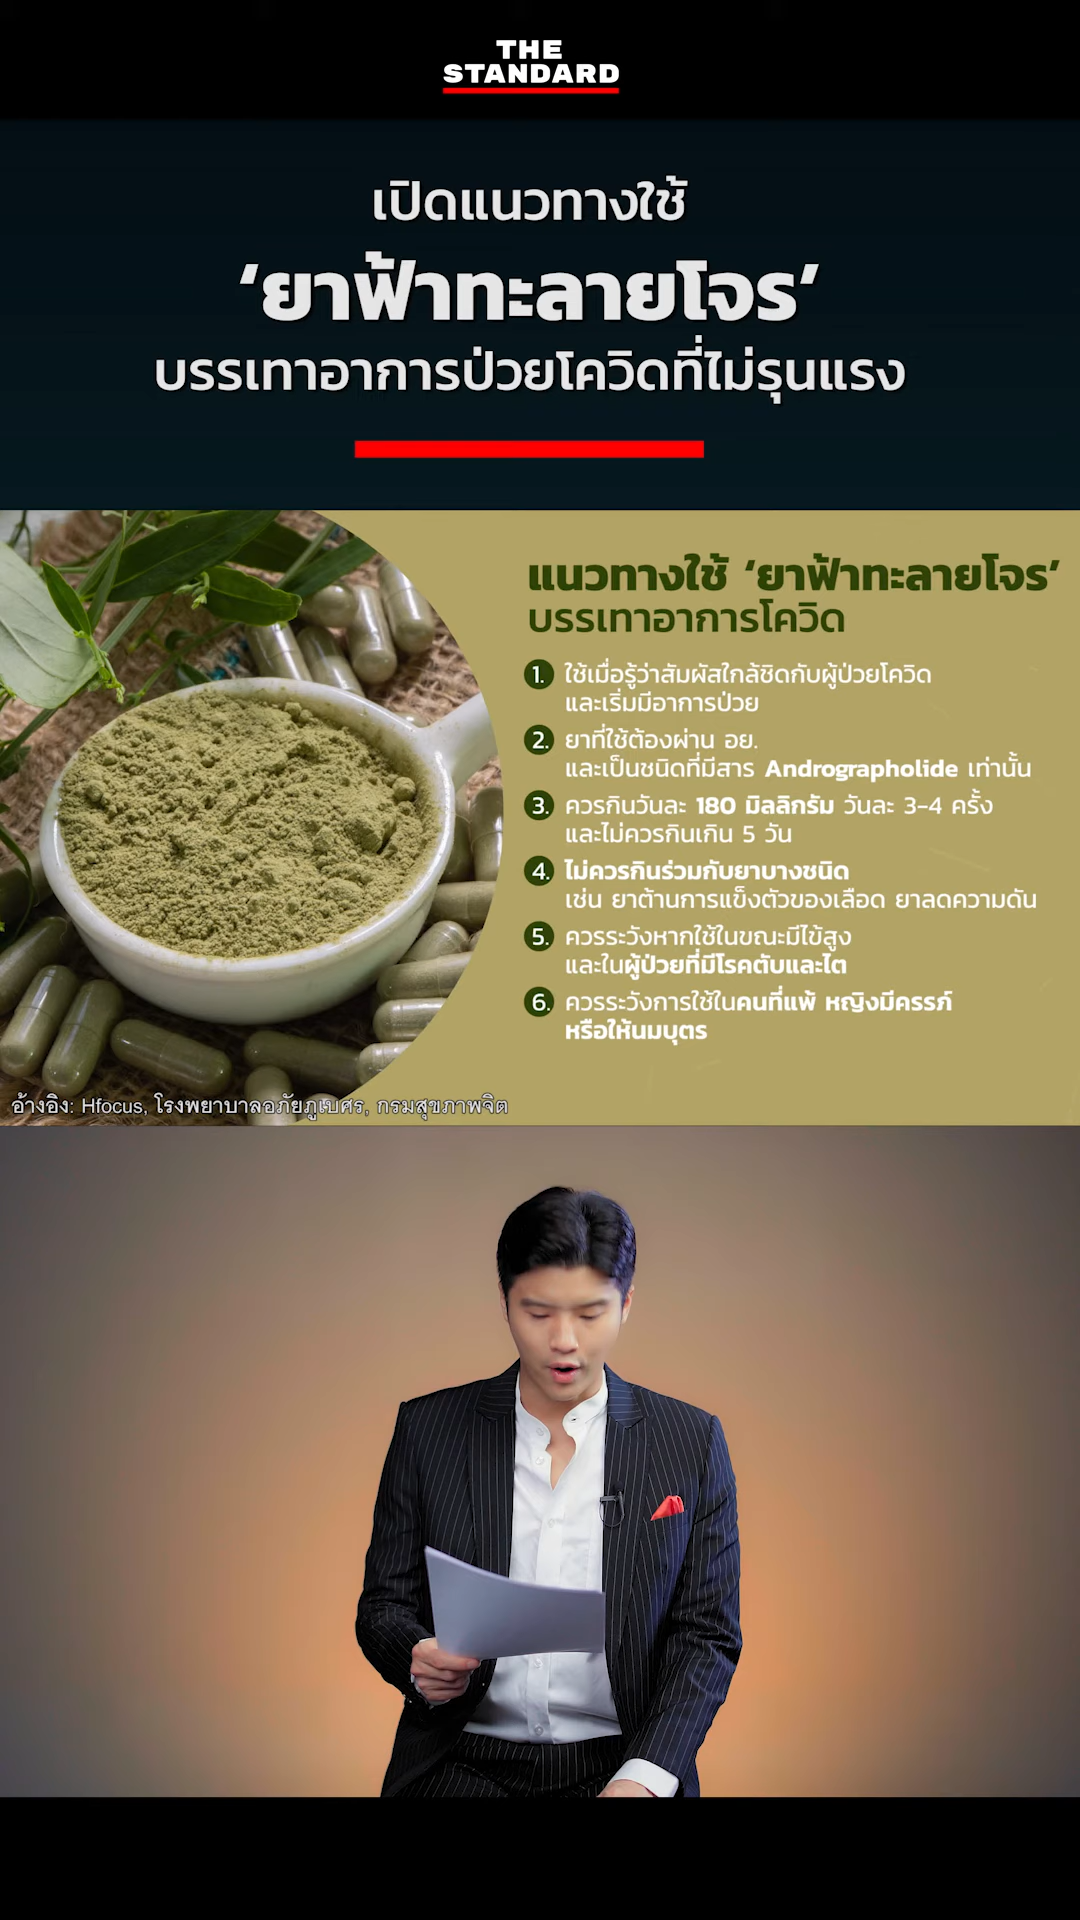 THE
STANDARD
เปิดแนวทางใช้
‘ยาฟ้าทะลายโจร’
บรรเทาอาการป่วยโควิดที่ไม่รุนแรง
แนวทางใช้ ‘ยาฟ้าทะลายโจร’
บรรเทาอาการโควิด
1. ใช้เมื่อรู้ว่าสัมผัสใกล้ชิดกับผู้ป่วยโควิด
และเริ่มมีอาการป่วย
2. ยาที่ใช้ต้องผ่าน อย.
และเป็นชนิดที่มีสาร Andrographolide เท่านั้น
3. ควรกินวันละ 180 มิลลิกรัม วันละ 3-4 ครั้ง
และไม่ควรกินเกิน 5 วัน
4. ไม่ควรกินร่วมกับยาบางชนิด
เช่น ยาต้านการแข็งตัวของเลือด ยาลดความดัน
5. ควรระวังหากใช้ในขณะมีไข้สูง
และในผู้ป่วยที่มีโรคตับและไต
6. ควรระวังการใช้ในคนที่แพ้ หญิงมีครรภ์
หรือให้นมบุตร
อ้างอิง: Hfocus, โรงพยาบาลอภัยภูเบศร, กรมสุขภาพจิต